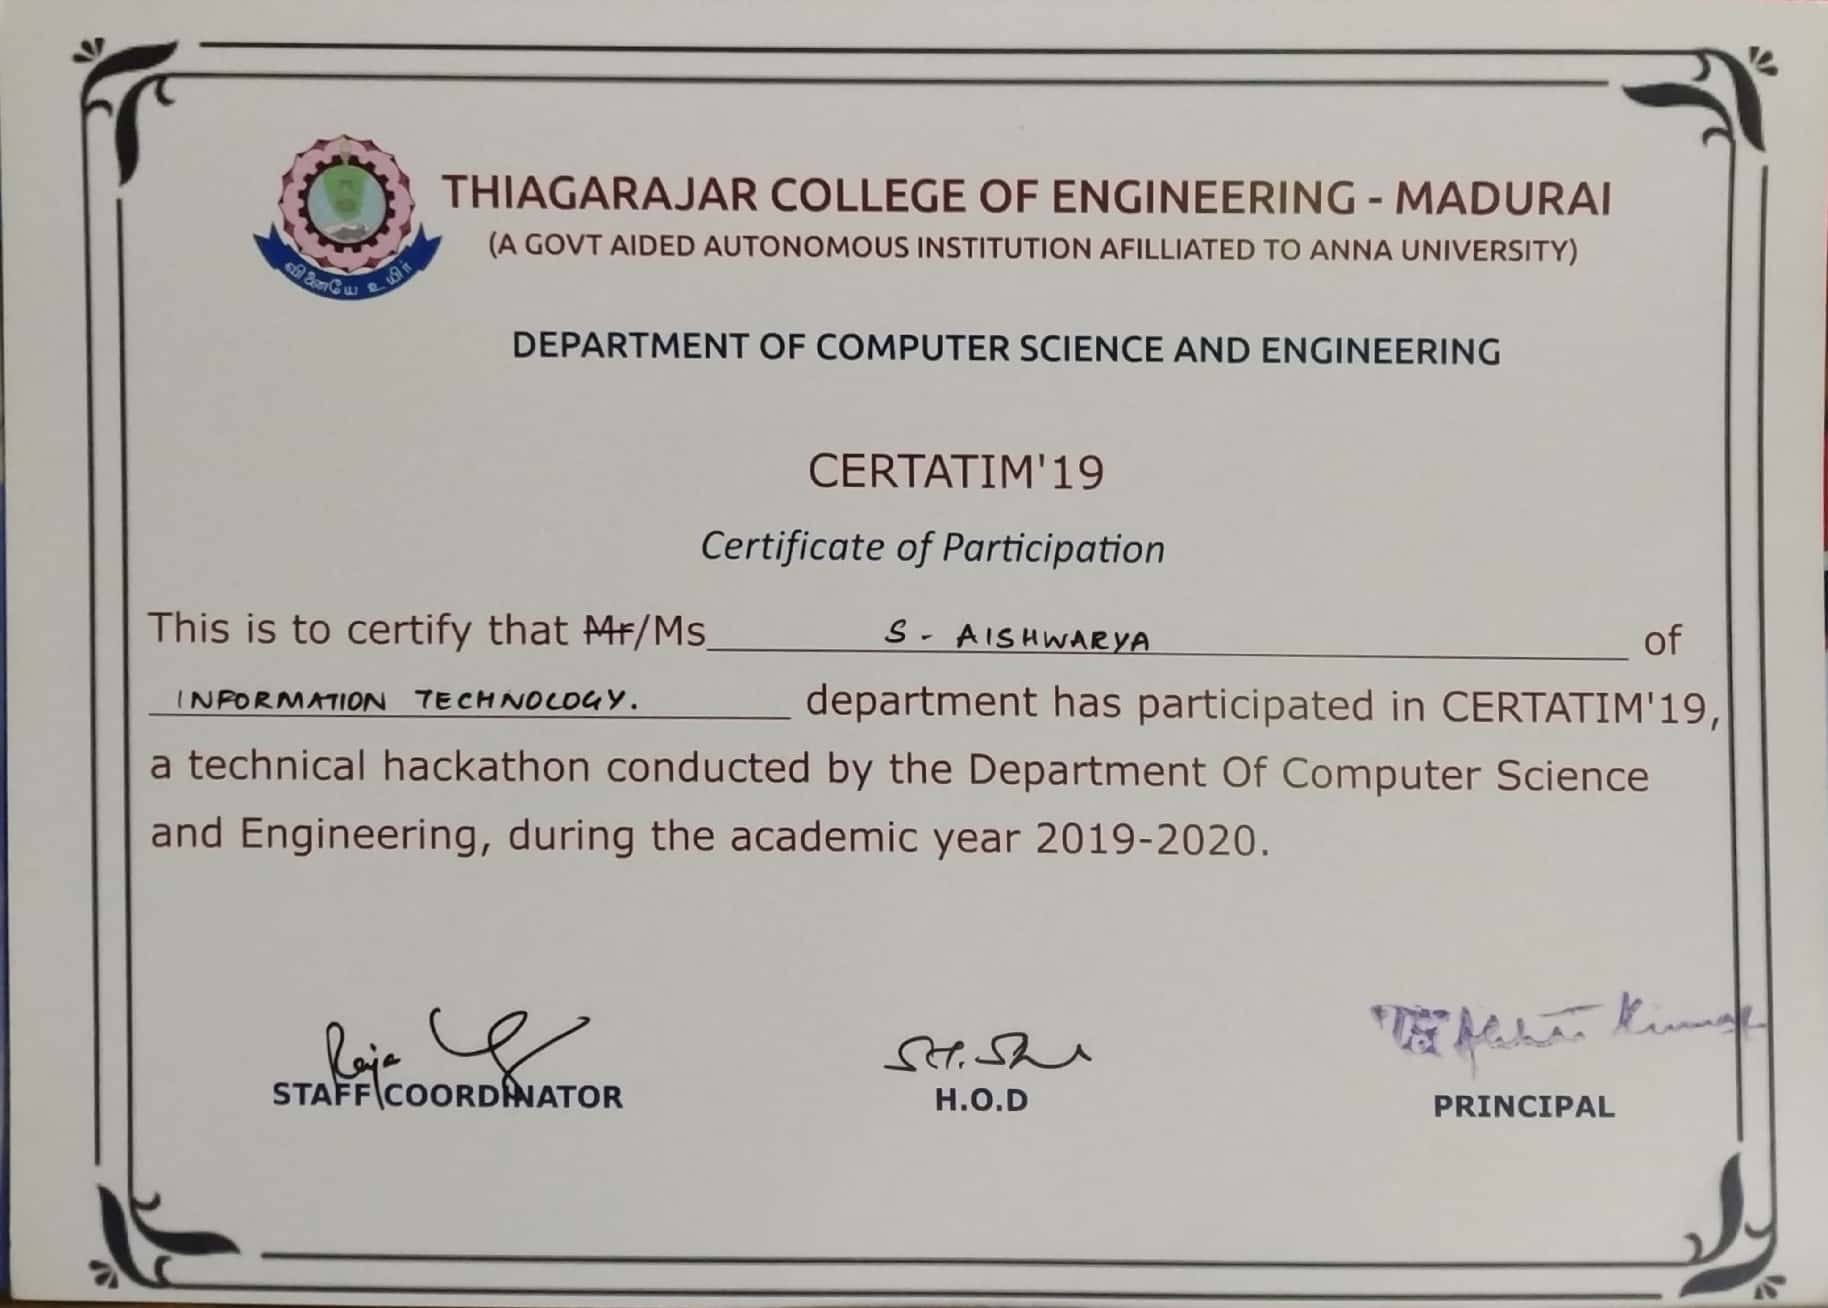 THIAGARAJAR COLLEGE OF ENGINEERING - MADURAI
(A GOVT AIDED AUTONOMOUS INSTITUTION AFILLIATED TO ANNA UNIVERSITY)
வினையே உயிர்
DEPARTMENT OF COMPUTER SCIENCE AND ENGINEERING
CERTATIM'19
Certificate of Participation
This is to certify that Mr/Ms S. AISHWARYA of
INFORMATION TECHNOLOGY. department has participated in CERTATIM'19,
a technical hackathon conducted by the Department Of Computer Science
and Engineering, during the academic year 2019-2020.
Raja
STAFF COORDINATOR
H.O.D
PRINCIPAL